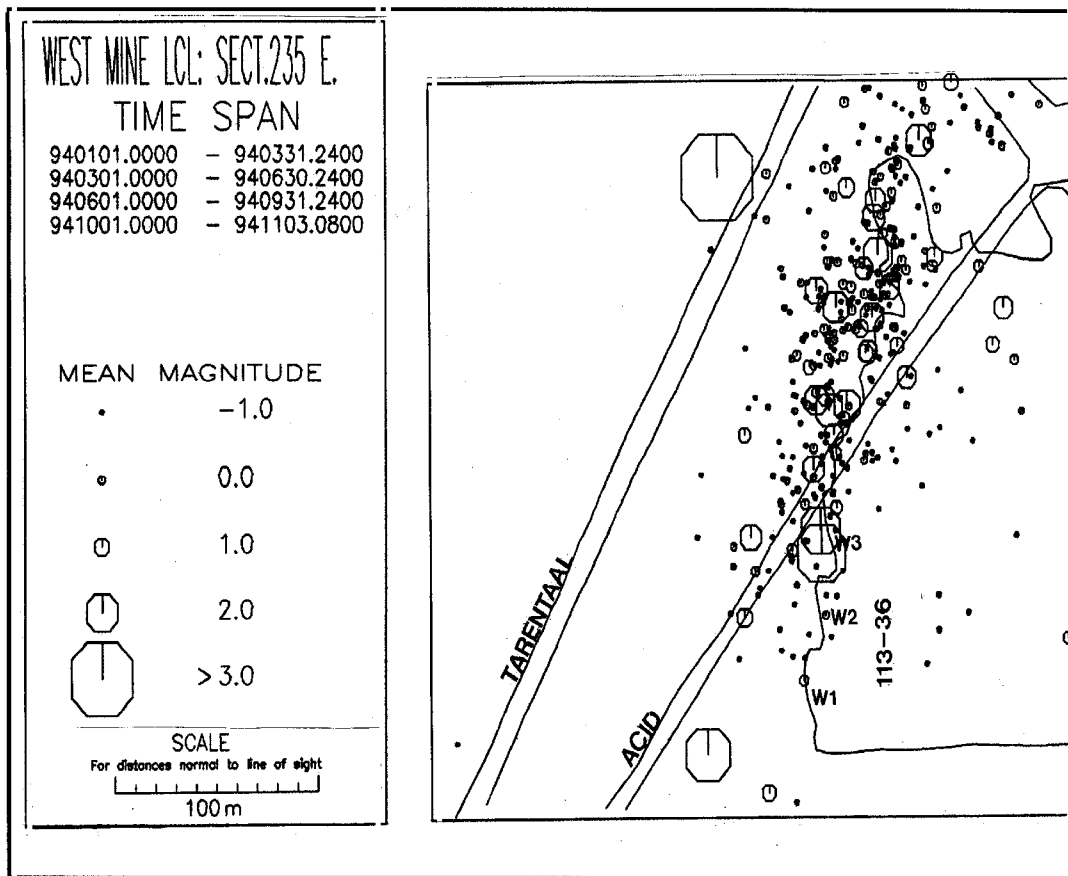 WEST MINE LCL: SECT.235 E.
TIME SPAN
940101.0000 – 940331.2400
940301.0000 – 940630.2400
940601.0000 – 940931.2400
941001.0000 – 941103.0800
MEAN MAGNITUDE
-1.0
0.0
1.0
2.0
>3.0
SCALE
For distances normal to line of sight
100m
TARENTAAL
ACID
W3
W2
W1
113-36